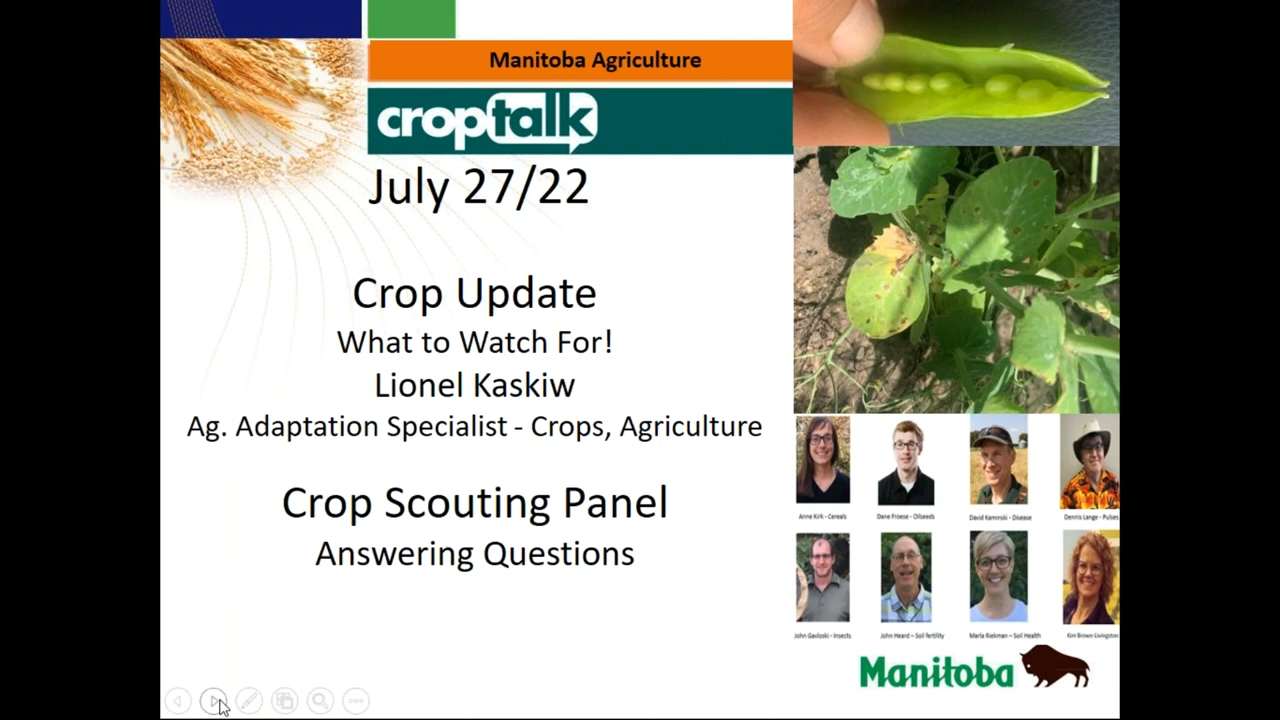 Manitoba Agriculture
croptalk
July 27/22
Crop Update
What to Watch For!
Lionel Kaskiw
Ag. Adaptation Specialist - Crops, Agriculture
Crop Scouting Panel
Answering Questions
Anne Kirk - Cereals
Dane Froese - Oilseeds
David Kaminski - Disease
Dennis Lange - Pulses
John Gavloski - Insects
John Heard – Soil fertility
Marla Riekman – Soil Health
Kim Brown-Livingston
Manitoba